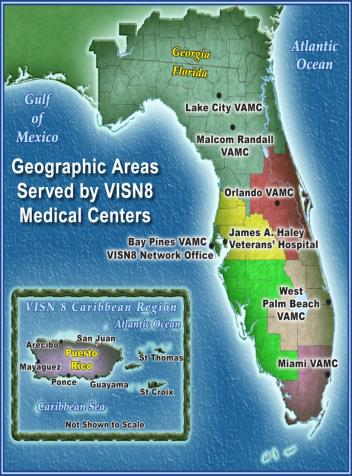 Georgia
Florida
Atlantic
Ocean
Gulf
of
Mexico
Lake City VAMC
Malcom Randall
VAMC
Geographic Areas
Served by VISN8
Medical Centers
Orlando VAMC
James A. Haley
Veterans' Hospital
Bay Pines VAMC
VISN8 Network Office
West
Palm Beach
VAMC
Miami VAMC
VISN 8 Caribbean Region
Atlantic Ocean
San Juan
Arecibo
Puerto
Rico
Mayaguez
Ponce
Guayama
St Thomas
St Croix
Caribbean Sea
Not Shown to Scale